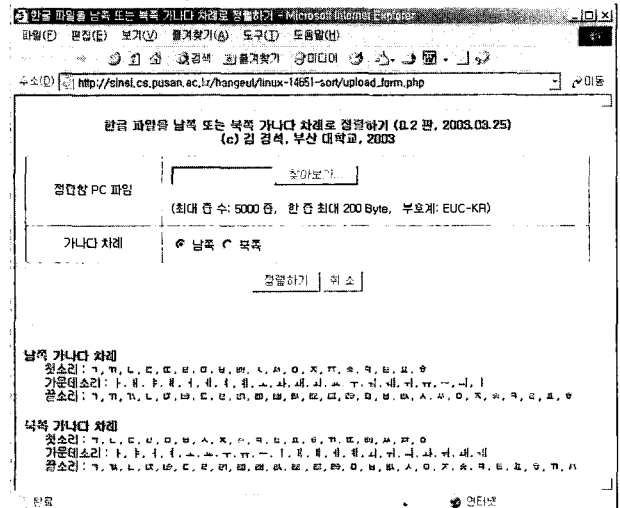 한글 파일을 남쪽 또는 북쪽 가나다 차례로 정렬하기 - Microsoft Internet Explorer
파일(F) 편집(E) 보기(V) 즐겨찾기(A) 도구(T) 도움말(H)
검색 즐겨찾기 미디어
주소(D) http://sinsi.cs.pusan.ac.kr/hangeul/linux-14651-sort/upload_form.php 이동
한글 파일을 남쪽 또는 북쪽 가나다 차례로 정렬하기 (0.2 판, 2003.03.25)
(c) 김 경석, 부산 대학교, 2003
찾아보기...
정렬할 PC 파일
(최대 줄 수: 5000 줄, 한 줄 최대 200 Byte, 부호계: EUC-KR)
가나다 차례 남쪽 북쪽
정렬하기 취 소
남쪽 가나다 차례
첫소리 : ㄱ, ㄲ, ㄴ, ㄷ, ㄸ, ㄹ, ㅁ, ㅂ, ㅃ, ㅅ, ㅆ, ㅇ, ㅈ, ㅉ, ㅊ, ㅋ, ㅌ, ㅍ, ㅎ
가운데소리 : ㅏ, ㅐ, ㅑ, ㅒ, ㅓ, ㅔ, ㅕ, ㅖ, ㅗ, ㅘ, ㅙ, ㅚ, ㅛ, ㅜ, ㅝ, ㅞ, ㅟ, ㅠ, ㅡ, ㅢ, ㅣ
끝소리 : ㄱ, ㄲ, ㄳ, ㄴ, ㄵ, ㄶ, ㄷ, ㄹ, ㄺ, ㄻ, ㄼ, ㄽ, ㄾ, ㄿ, ㅀ, ㅁ, ㅂ, ㅄ, ㅅ, ㅆ, ㅇ, ㅈ, ㅊ, ㅋ, ㅌ, ㅍ, ㅎ
북쪽 가나다 차례
첫소리 : ㄱ, ㄴ, ㄷ, ㄹ, ㅁ, ㅂ, ㅅ, ㅈ, ㅊ, ㅋ, ㅌ, ㅍ, ㅎ, ㄲ, ㄸ, ㅃ, ㅆ, ㅉ, ㅇ
가운데소리 : ㅏ, ㅑ, ㅓ, ㅕ, ㅗ, ㅛ, ㅜ, ㅠ, ㅡ, ㅣ, ㅐ, ㅒ, ㅔ, ㅖ, ㅚ, ㅟ, ㅢ, ㅘ, ㅝ, ㅙ, ㅞ
끝소리 : ㄱ, ㄳ, ㄴ, ㄵ, ㄶ, ㄷ, ㄹ, ㄺ, ㄻ, ㄼ, ㄽ, ㄾ, ㄿ, ㅀ, ㅁ, ㅂ, ㅄ, ㅅ, ㅇ, ㅈ, ㅊ, ㅋ, ㅌ, ㅍ, ㅎ, ㄲ, ㅆ
완료 인터넷